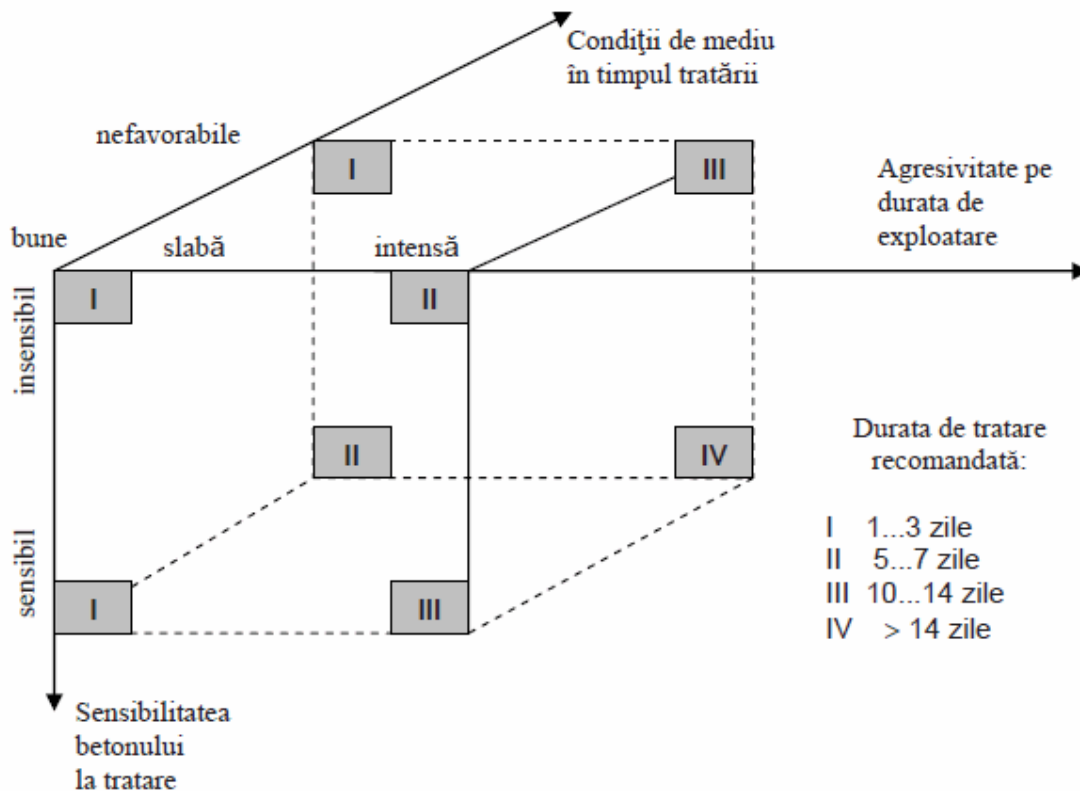 Condiţii de mediu
în timpul tratării
nefavorabile
I
III
Agresivitate pe
durata de
exploatare
bune
slabă
intensă
I
II
insensibil
II
IV
Durata de tratare
recomandată:
I 1...3 zile
II 5...7 zile
III 10...14 zile
IV > 14 zile
sensibil
I
III
Sensibilitatea
betonului
la tratare